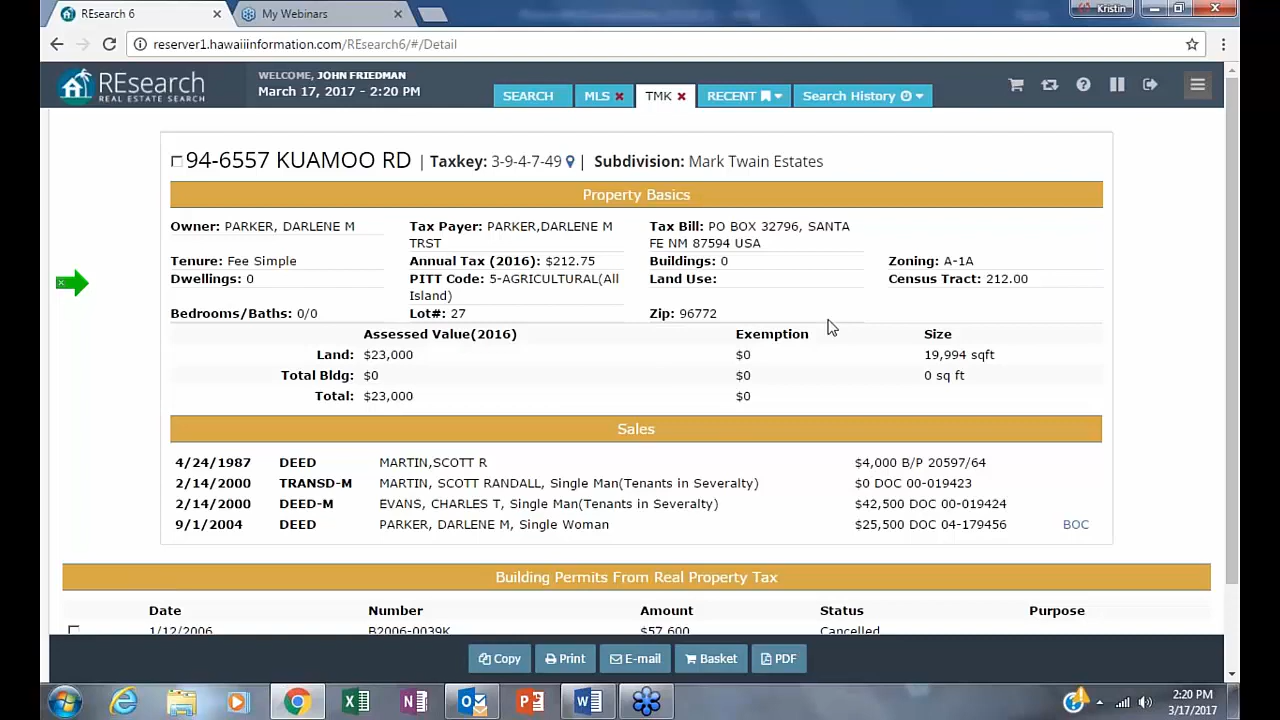 REsearch 6
My Webinars
Kristin
reserver1.hawaiiinformation.com/REsearch6/#/Detail
REsearch
REAL ESTATE SEARCH
WELCOME, JOHN FRIEDMAN
March 17, 2017 - 2:20 PM
SEARCH MLS TMK RECENT Search History
94-6557 KUAMOO RD | Taxkey: 3-9-4-7-49 | Subdivision: Mark Twain Estates
Property Basics
Owner: PARKER, DARLENE M Tax Payer: PARKER,DARLENE M Tax Bill: PO BOX 32796, SANTA
TRST FE NM 87594 USA
Tenure: Fee Simple Annual Tax (2016): $212.75 Buildings: 0 Zoning: A-1A
Dwellings: 0 PITT Code: 5-AGRICULTURAL(All Land Use: Census Tract: 212.00
Island)
Bedrooms/Baths: 0/0 Lot#: 27 Zip: 96772
Assessed Value(2016) Exemption Size
Land: $23,000 $0 19,994 sqft
Total Bldg: $0 $0 0 sq ft
Total: $23,000 $0
Sales
4/24/1987 DEED MARTIN,SCOTT R $4,000 B/P 20597/64
2/14/2000 TRANSD-M MARTIN, SCOTT RANDALL, Single Man(Tenants in Severalty) $0 DOC 00-019423
2/14/2000 DEED-M EVANS, CHARLES T, Single Man(Tenants in Severalty) $42,500 DOC 00-019424
9/1/2004 DEED PARKER, DARLENE M, Single Woman $25,500 DOC 04-179456 BOC
Building Permits From Real Property Tax
Date Number Amount Status Purpose
1/12/2006 B2006-0039K $57,600 Cancelled
Copy Print E-mail Basket PDF
2:20 PM
3/17/2017